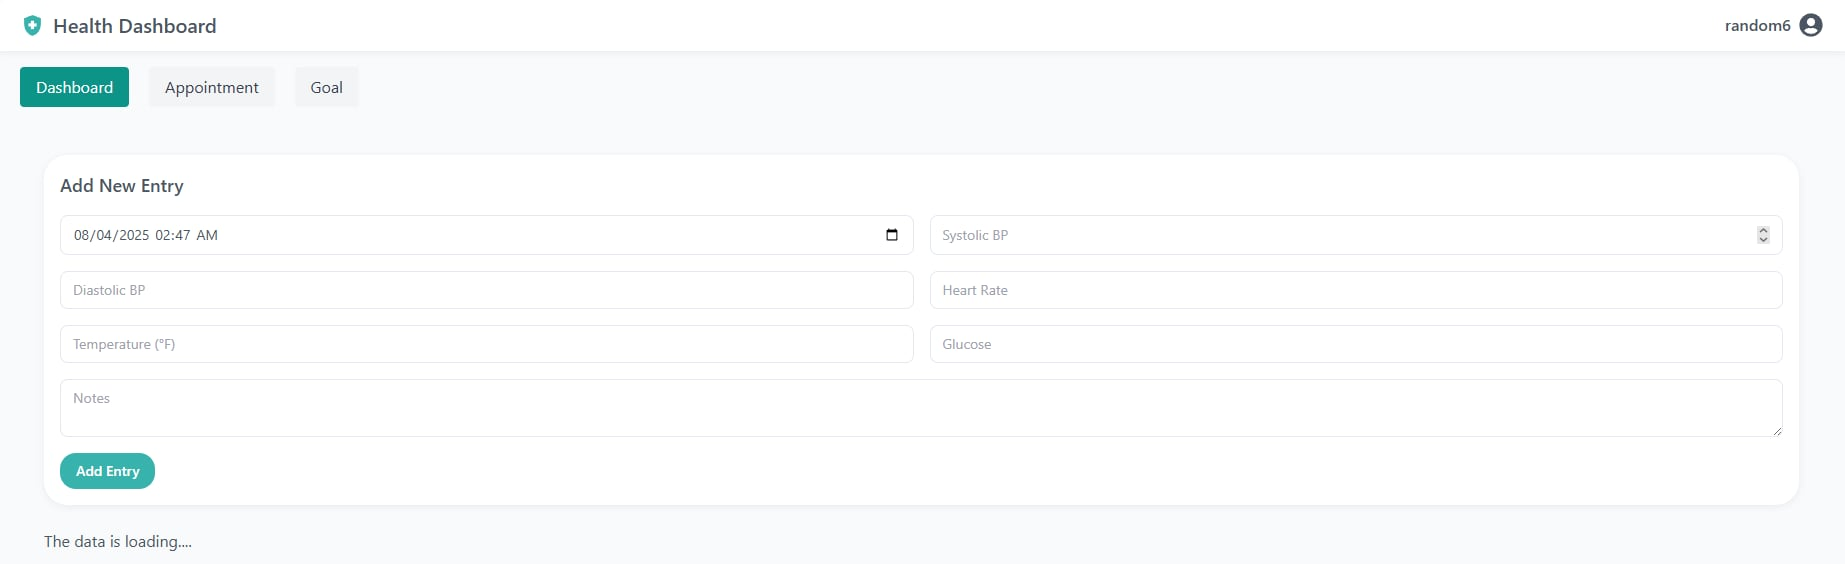 Health Dashboard
random6
Dashboard
Appointment
Goal
Add New Entry
08/04/2025 02:47 AM
Systolic BP
Diastolic BP
Heart Rate
Temperature (°F)
Glucose
Notes
Add Entry
The data is loading....